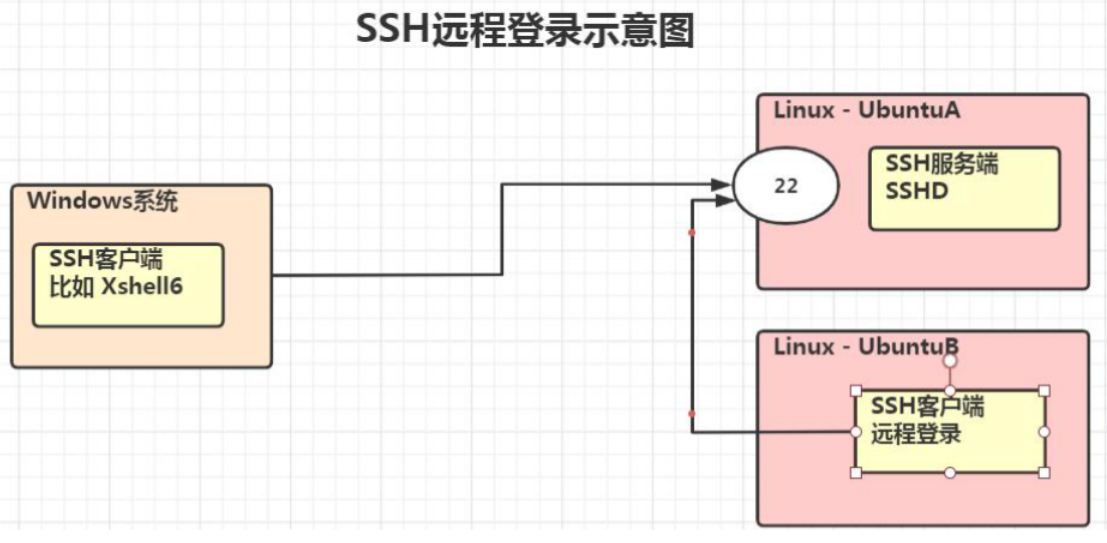 SSH远程登录示意图
Windows系统
SSH客户端
比如 Xshell6
Linux - UbuntuA
22
SSH服务端
SSHD
Linux - UbuntuB
SSH客户端
远程登录